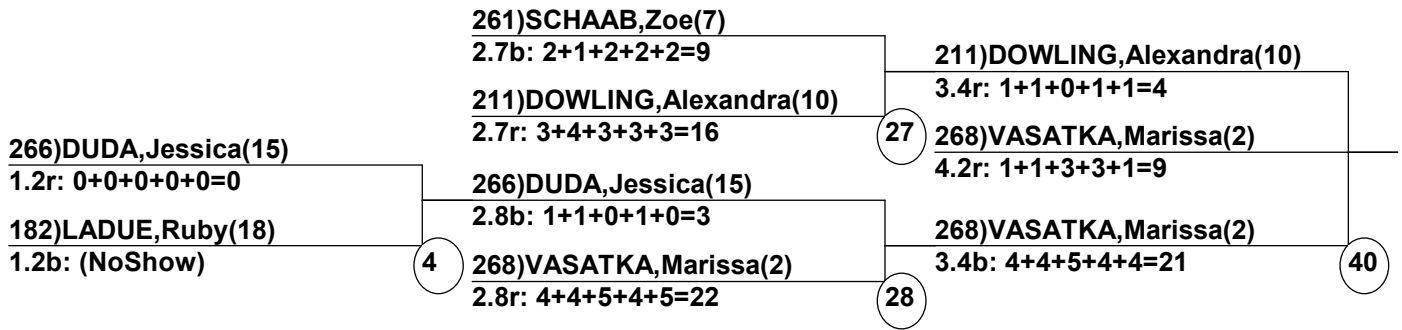 261)SCHAAB,Zoe(7)
2.7b: 2+1+2+2+2=9
211)DOWLING,Alexandra(10)
3.4r: 1+1+0+1+1=4
211)DOWLING,Alexandra(10)
2.7r: 3+4+3+3+3=16
27
268)VASATKA,Marissa(2)
4.2r: 1+1+3+3+1=9
266)DUDA,Jessica(15)
1.2r: 0+0+0+0+0=0
266)DUDA,Jessica(15)
2.8b: 1+1+0+1+0=3
182)LADUE,Ruby(18)
1.2b: (NoShow)
4
268)VASATKA,Marissa(2)
3.4b: 4+4+5+4+4=21
40
268)VASATKA,Marissa(2)
2.8r: 4+4+5+4+5=22
28